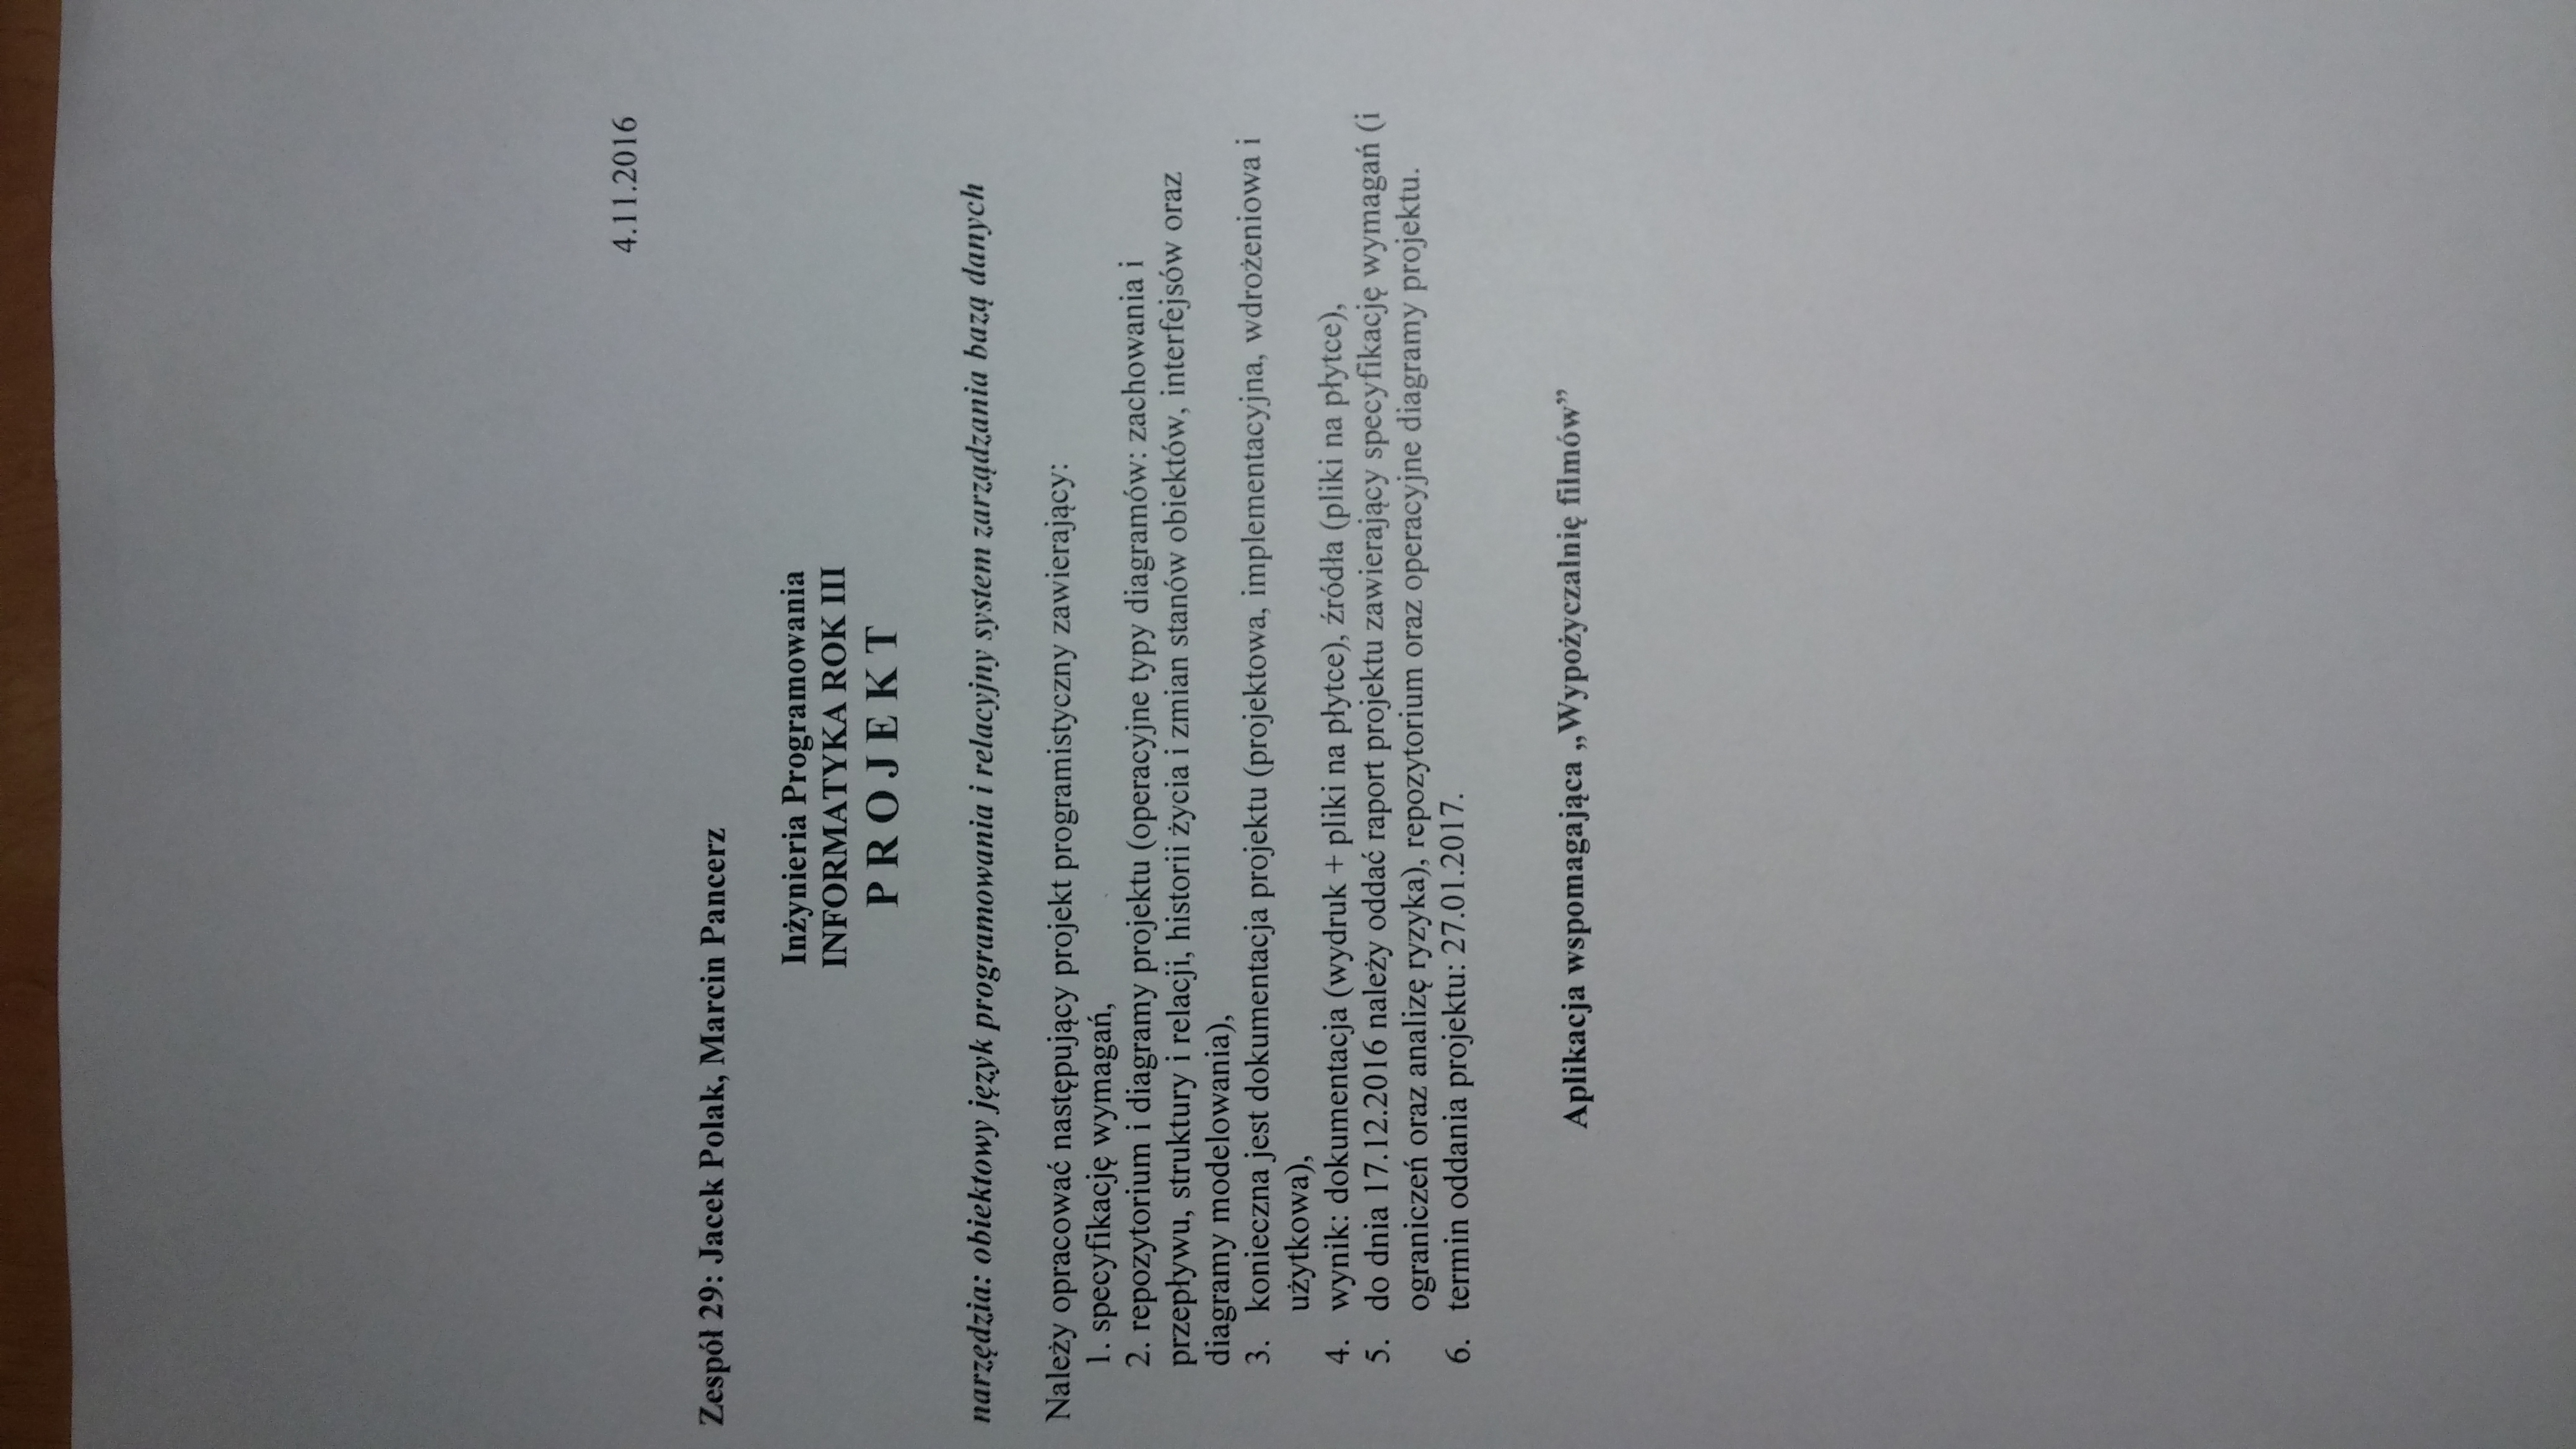 4.11.2016
Zespół 29: Jacek Polak, Marcin Pancerz
Inżynieria Programowania
INFORMATYKA ROK III
P R O J E K T
narzędzia: obiektowy język programowania i relacyjny system zarządzania bazą danych
Należy opracować następujący projekt programistyczny zawierający:
1. specyfikację wymagań,
2. repozytorium i diagramy projektu (operacyjne typy diagramów: zachowania i
przepływu, struktury i relacji, historii życia i zmian stanów obiektów, interfejsów oraz
diagramy modelowania),
3. konieczna jest dokumentacja projektu (projektowa, implementacyjna, wdrożeniowa i
użytkowa),
4. wynik: dokumentacja (wydruk + pliki na płytce), źródła (pliki na płytce),
5. do dnia 17.12.2016 należy oddać raport projektu zawierający specyfikację wymagań (i
ograniczeń oraz analizę ryzyka), repozytorium oraz operacyjne diagramy projektu.
6. termin oddania projektu: 27.01.2017.
Aplikacja wspomagająca „Wypożyczalnię filmów”